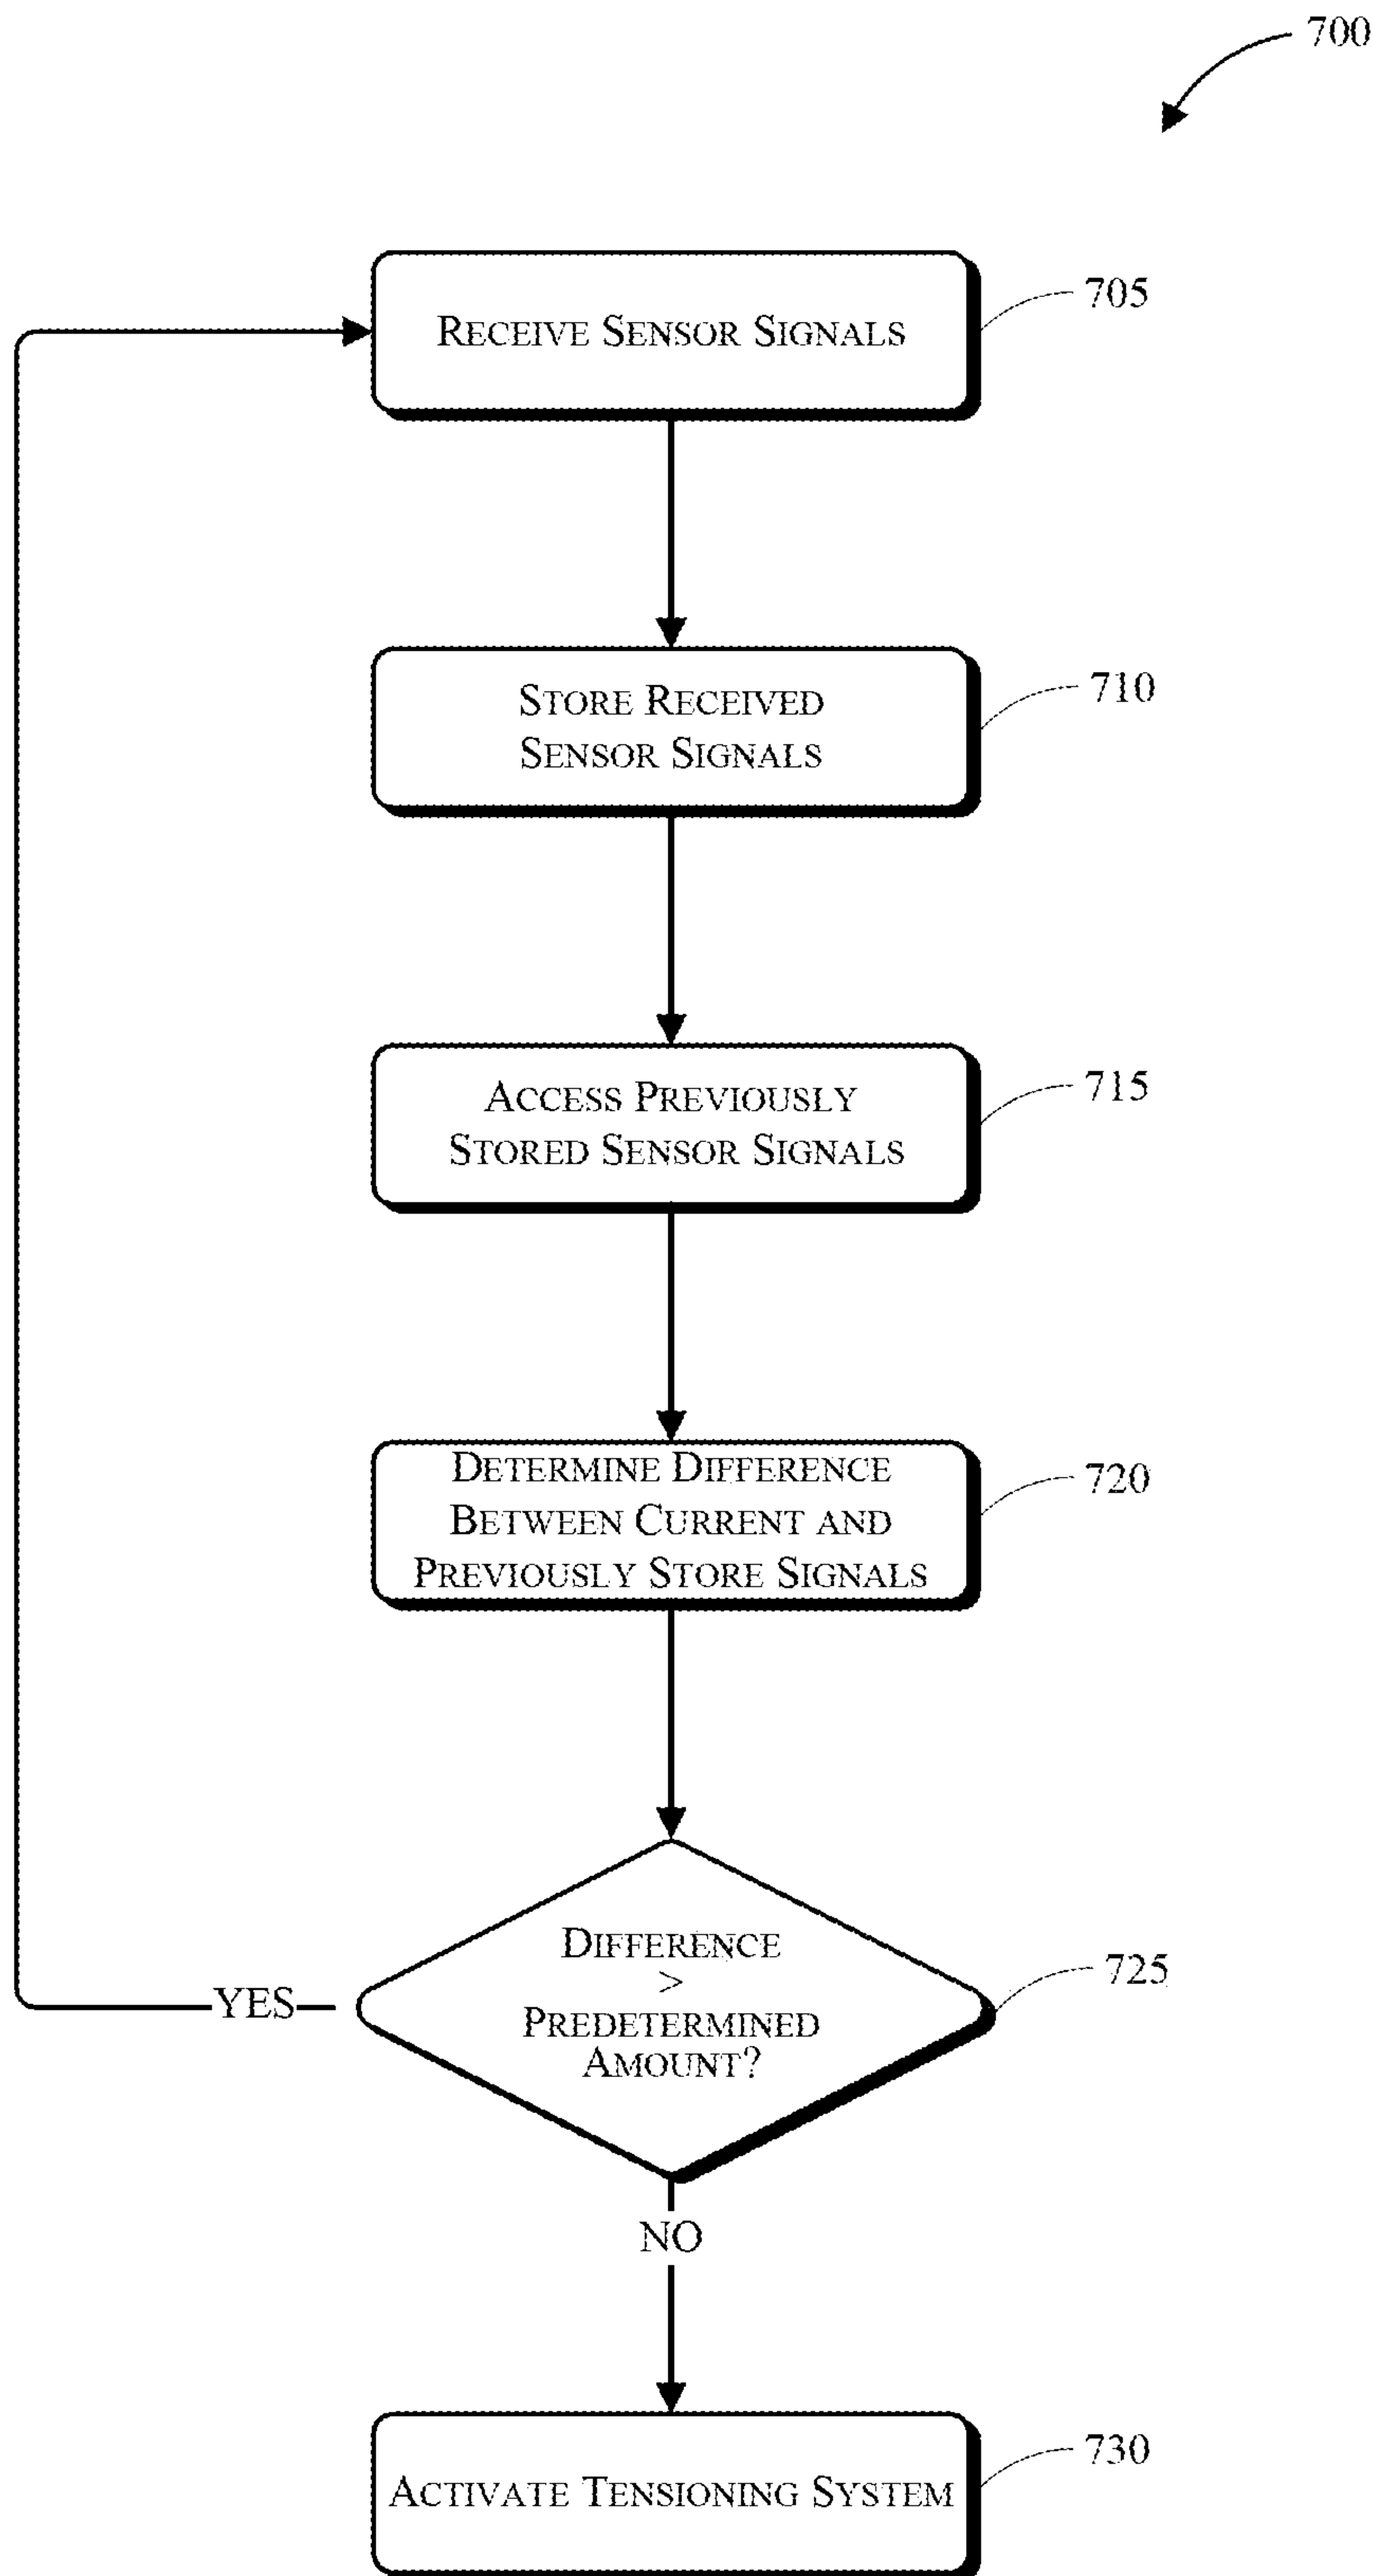 700
RECEIVE SENSOR SIGNALS
705
STORE RECEIVED
SENSOR SIGNALS
710
ACCESS PREVIOUSLY
STORED SENSOR SIGNALS
715
DETERMINE DIFFERENCE
BETWEEN CURRENT AND
PREVIOUSLY STORE SIGNALS
720
DIFFERENCE
>
PREDETERMINED
AMOUNT?
725
YES
NO
ACTIVATE TENSIONING SYSTEM
730